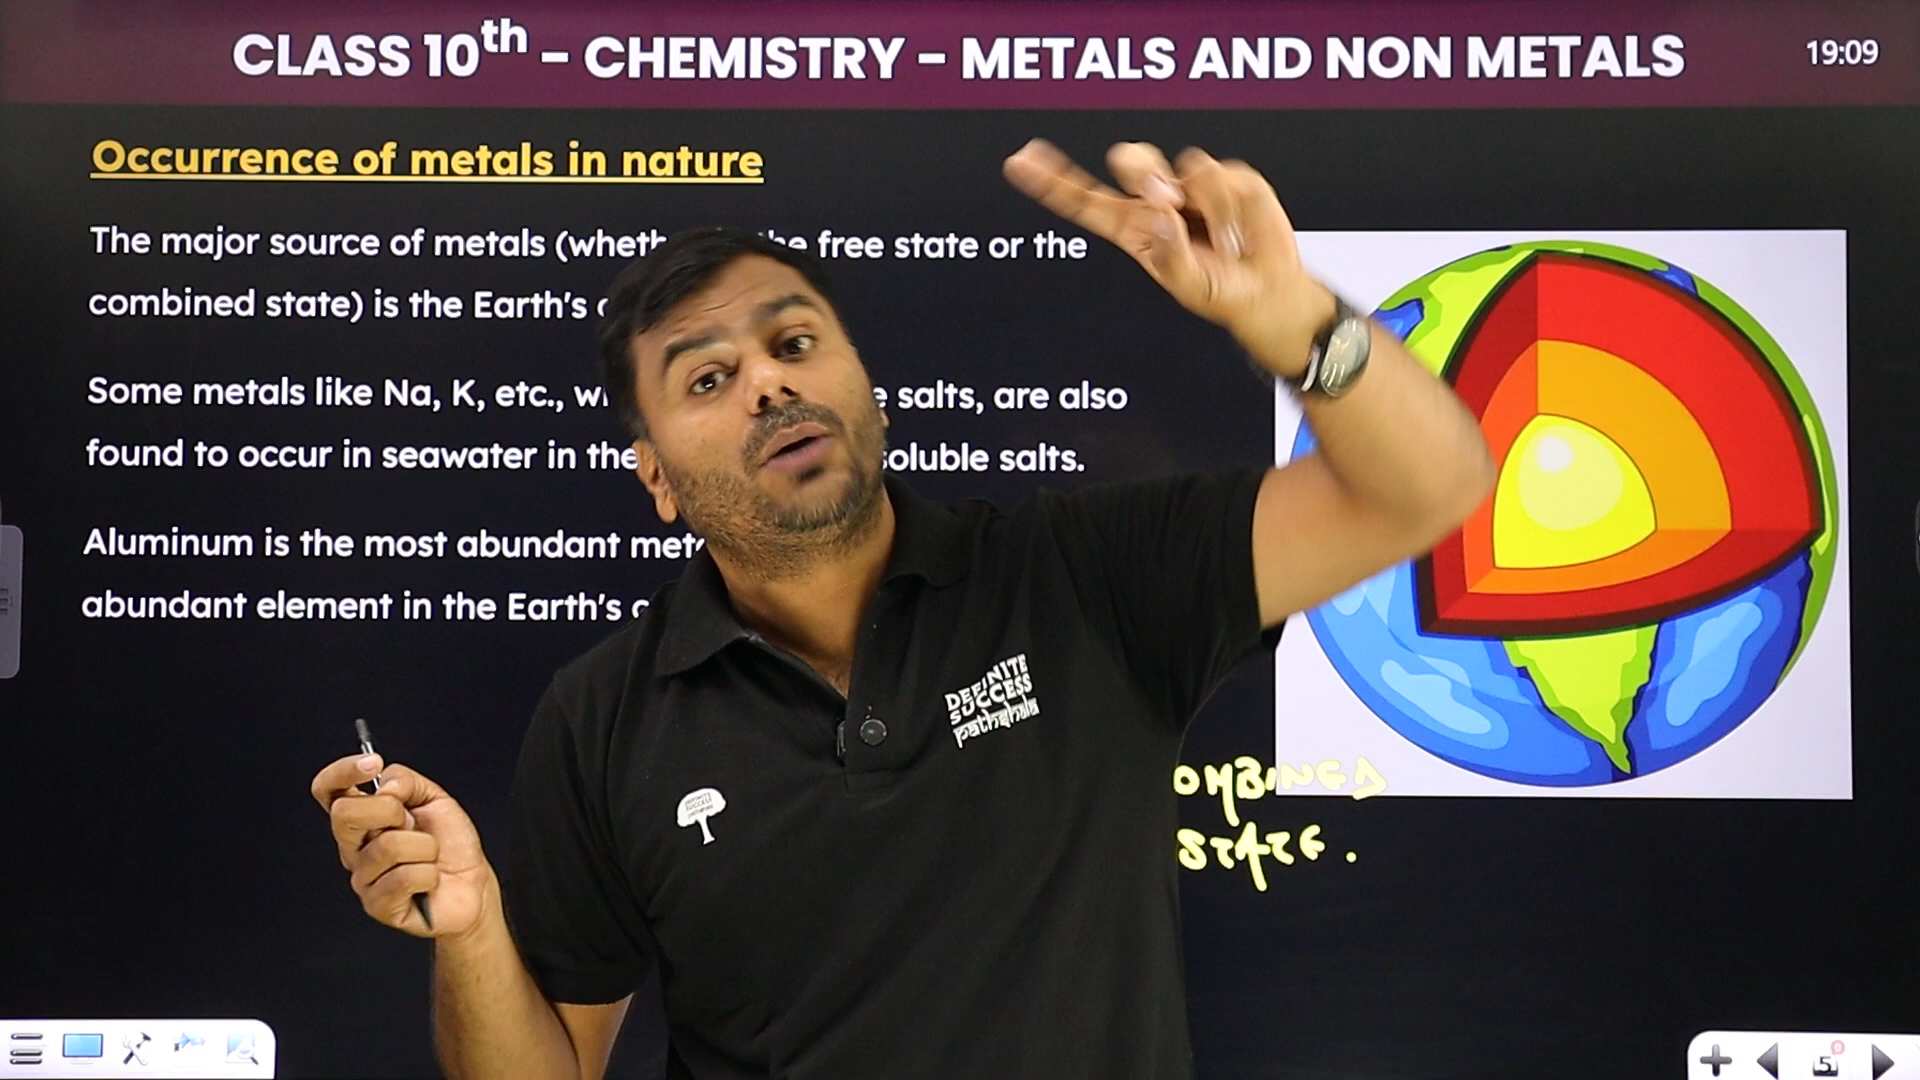 CLASS 10th - CHEMISTRY - METALS AND NON METALS
19:09
Occurrence of metals in nature
The major source of metals free state or the
combined state) is the Earth's
Some metals like Na, K, etc., salts, are also
found to occur in seawater in the soluble salts.
Aluminum is the most abundant
abundant element in the Earth's
DEFINITE
SUCCESS
pathshala
STATE.
5